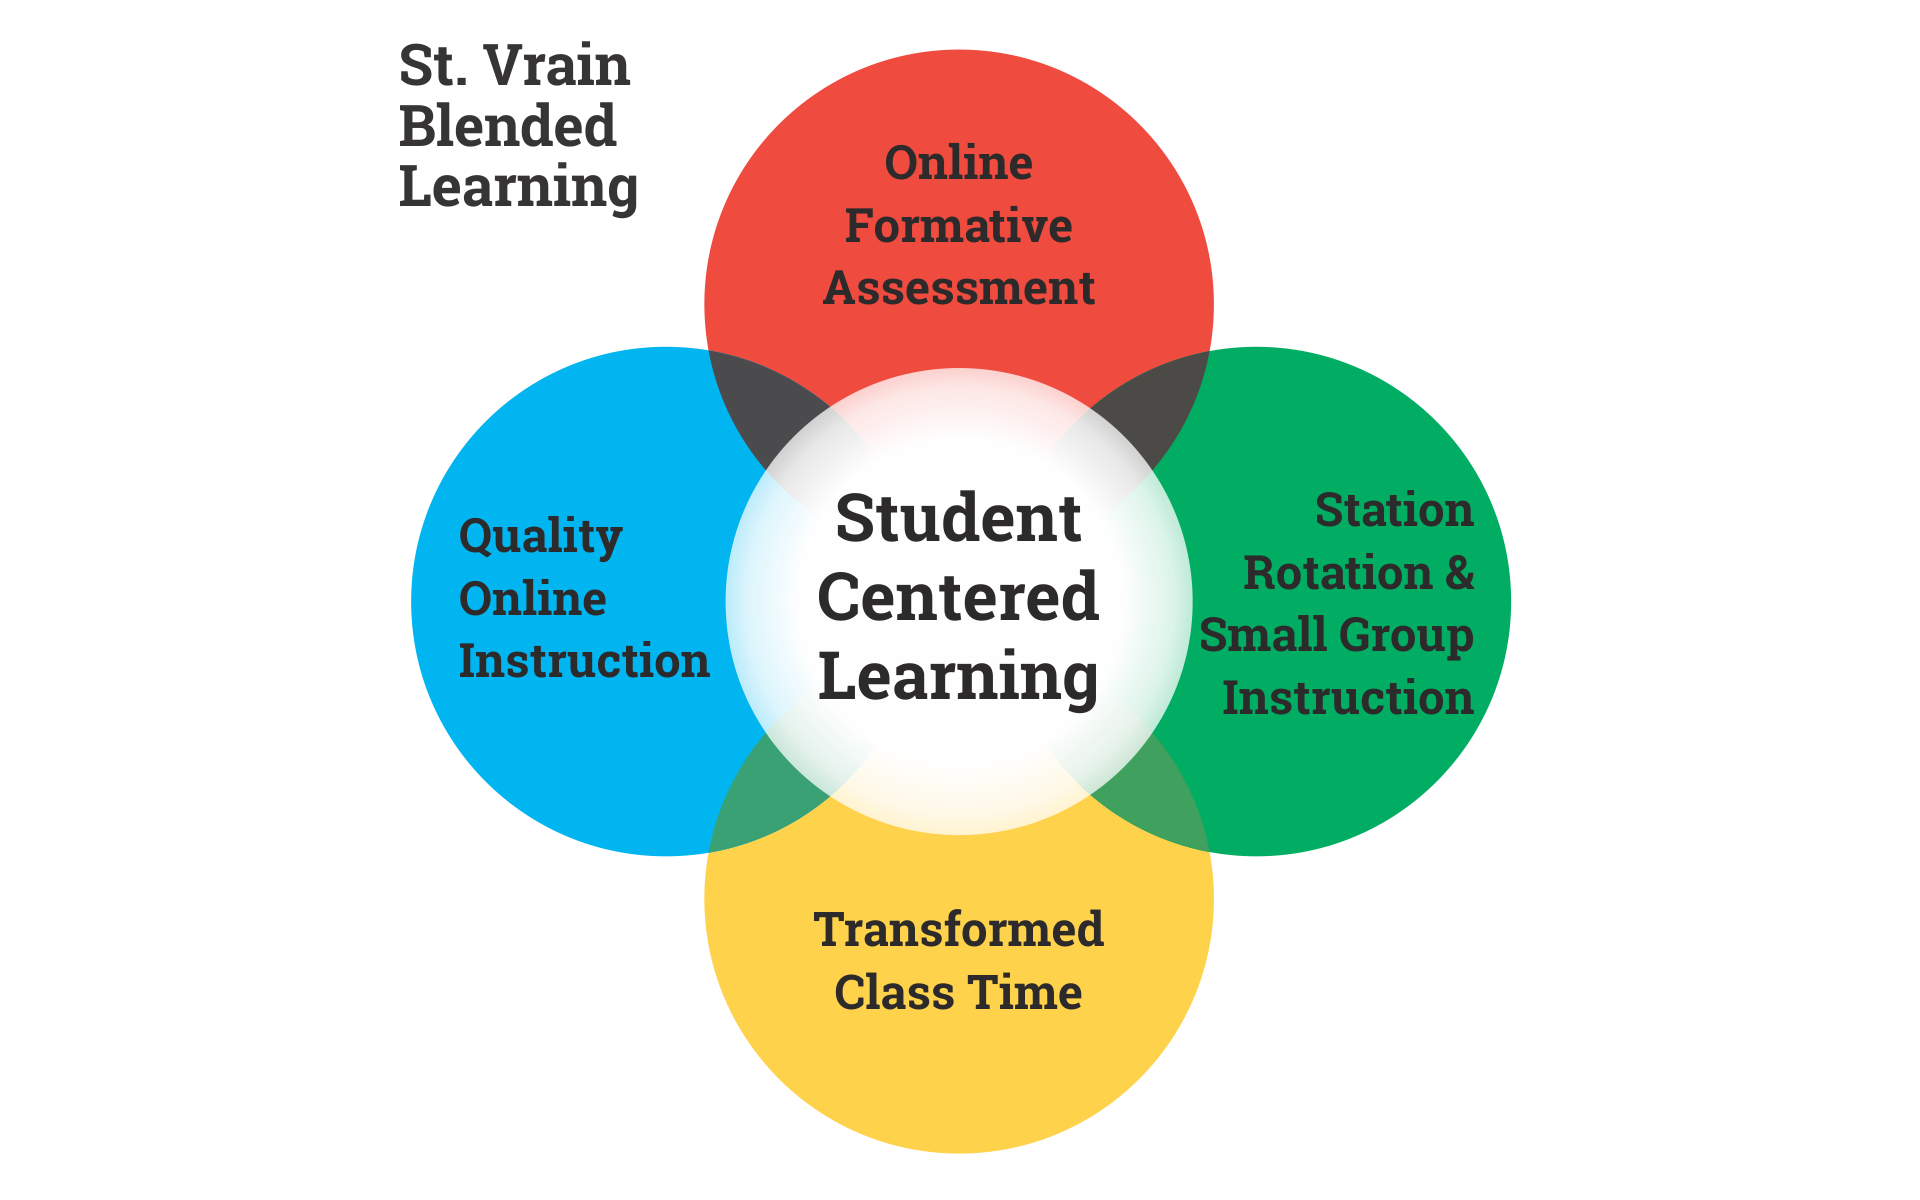 St. Vrain
Blended
Learning
Online
Formative
Assessment
Quality
Online
Instruction
Student
Centered
Learning
Station
Rotation &
Small Group
Instruction
Transformed
Class Time